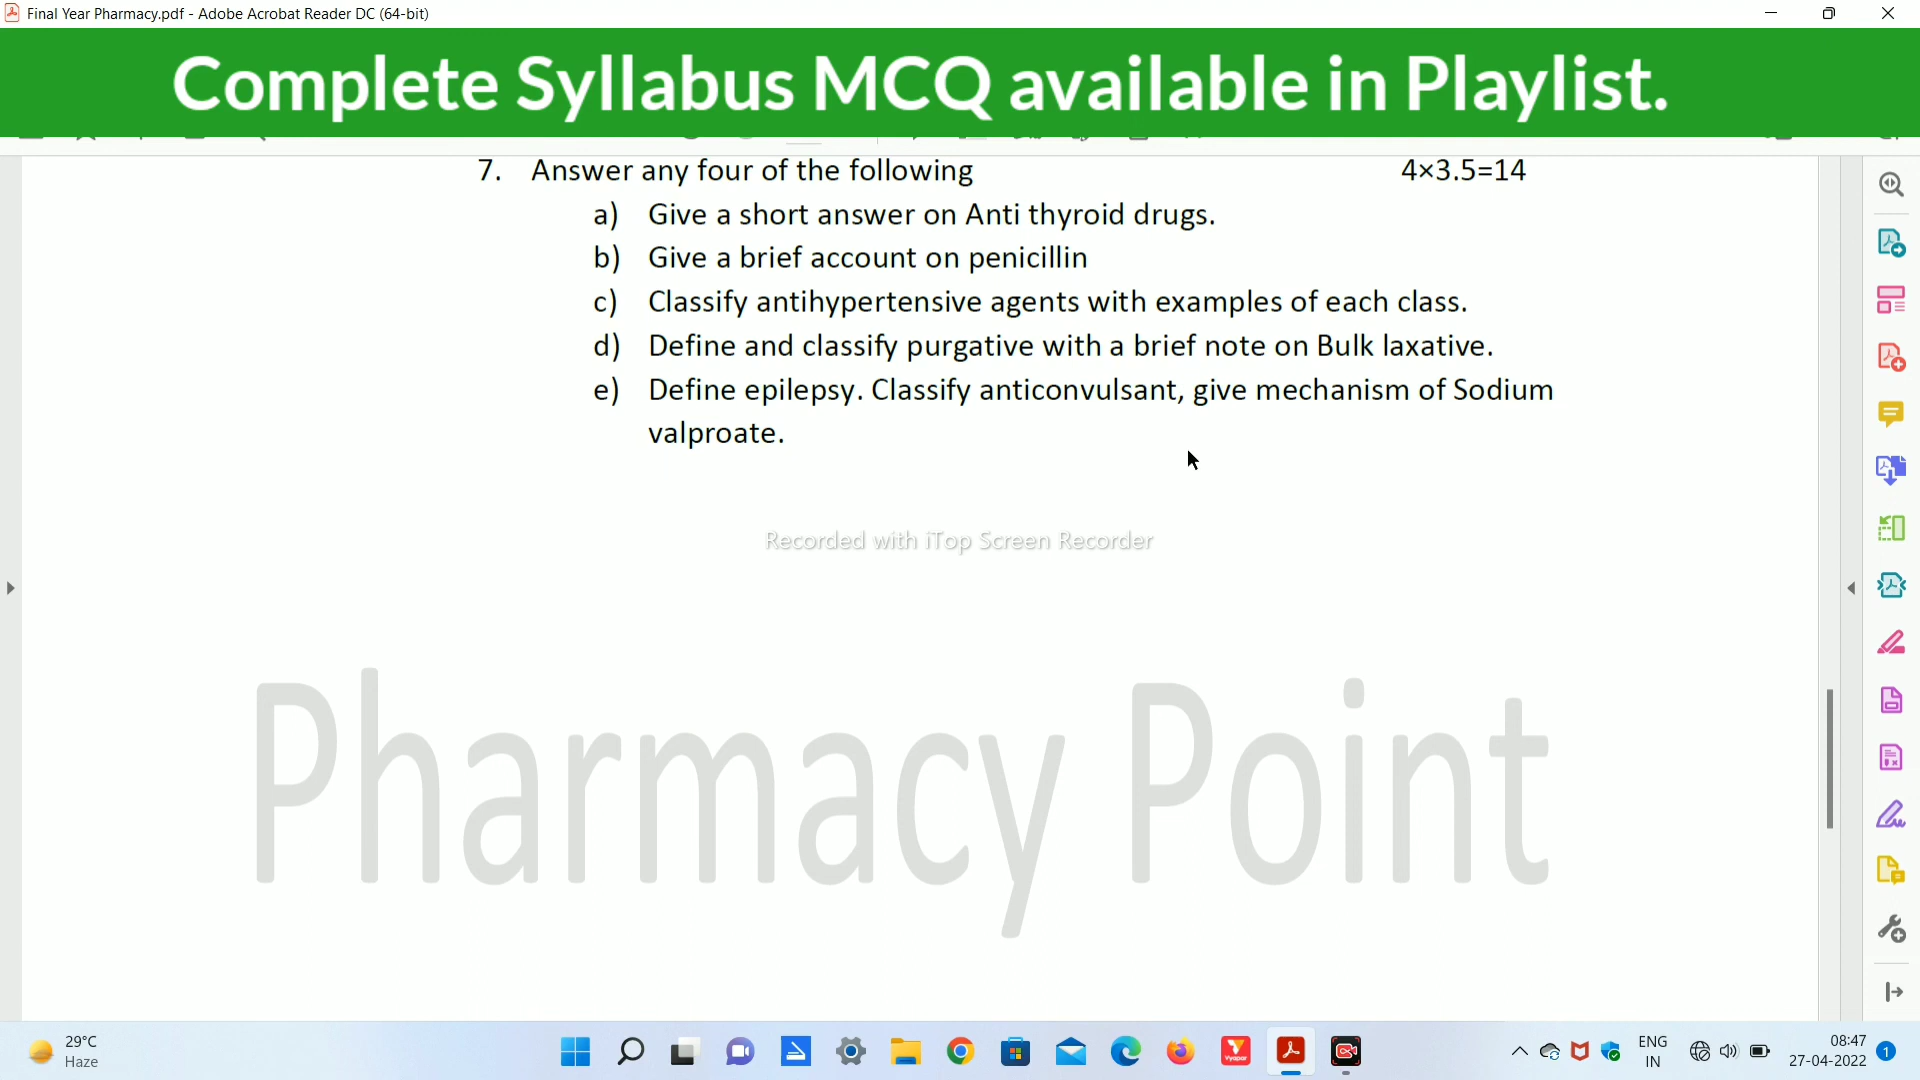 Final Year Pharmacy.pdf - Adobe Acrobat Reader DC (64-bit)
Complete Syllabus MCQ available in Playlist.
7. Answer any four of the following 4×3.5=14
a) Give a short answer on Anti thyroid drugs.
b) Give a brief account on penicillin
c) Classify antihypertensive agents with examples of each class.
d) Define and classify purgative with a brief note on Bulk laxative.
e) Define epilepsy. Classify anticonvulsant, give mechanism of Sodium
valproate.
Recorded with iTop Screen Recorder
Pharmacy Point
29°C
Haze
Vyapar
ENG
IN
08:47
27-04-2022
1